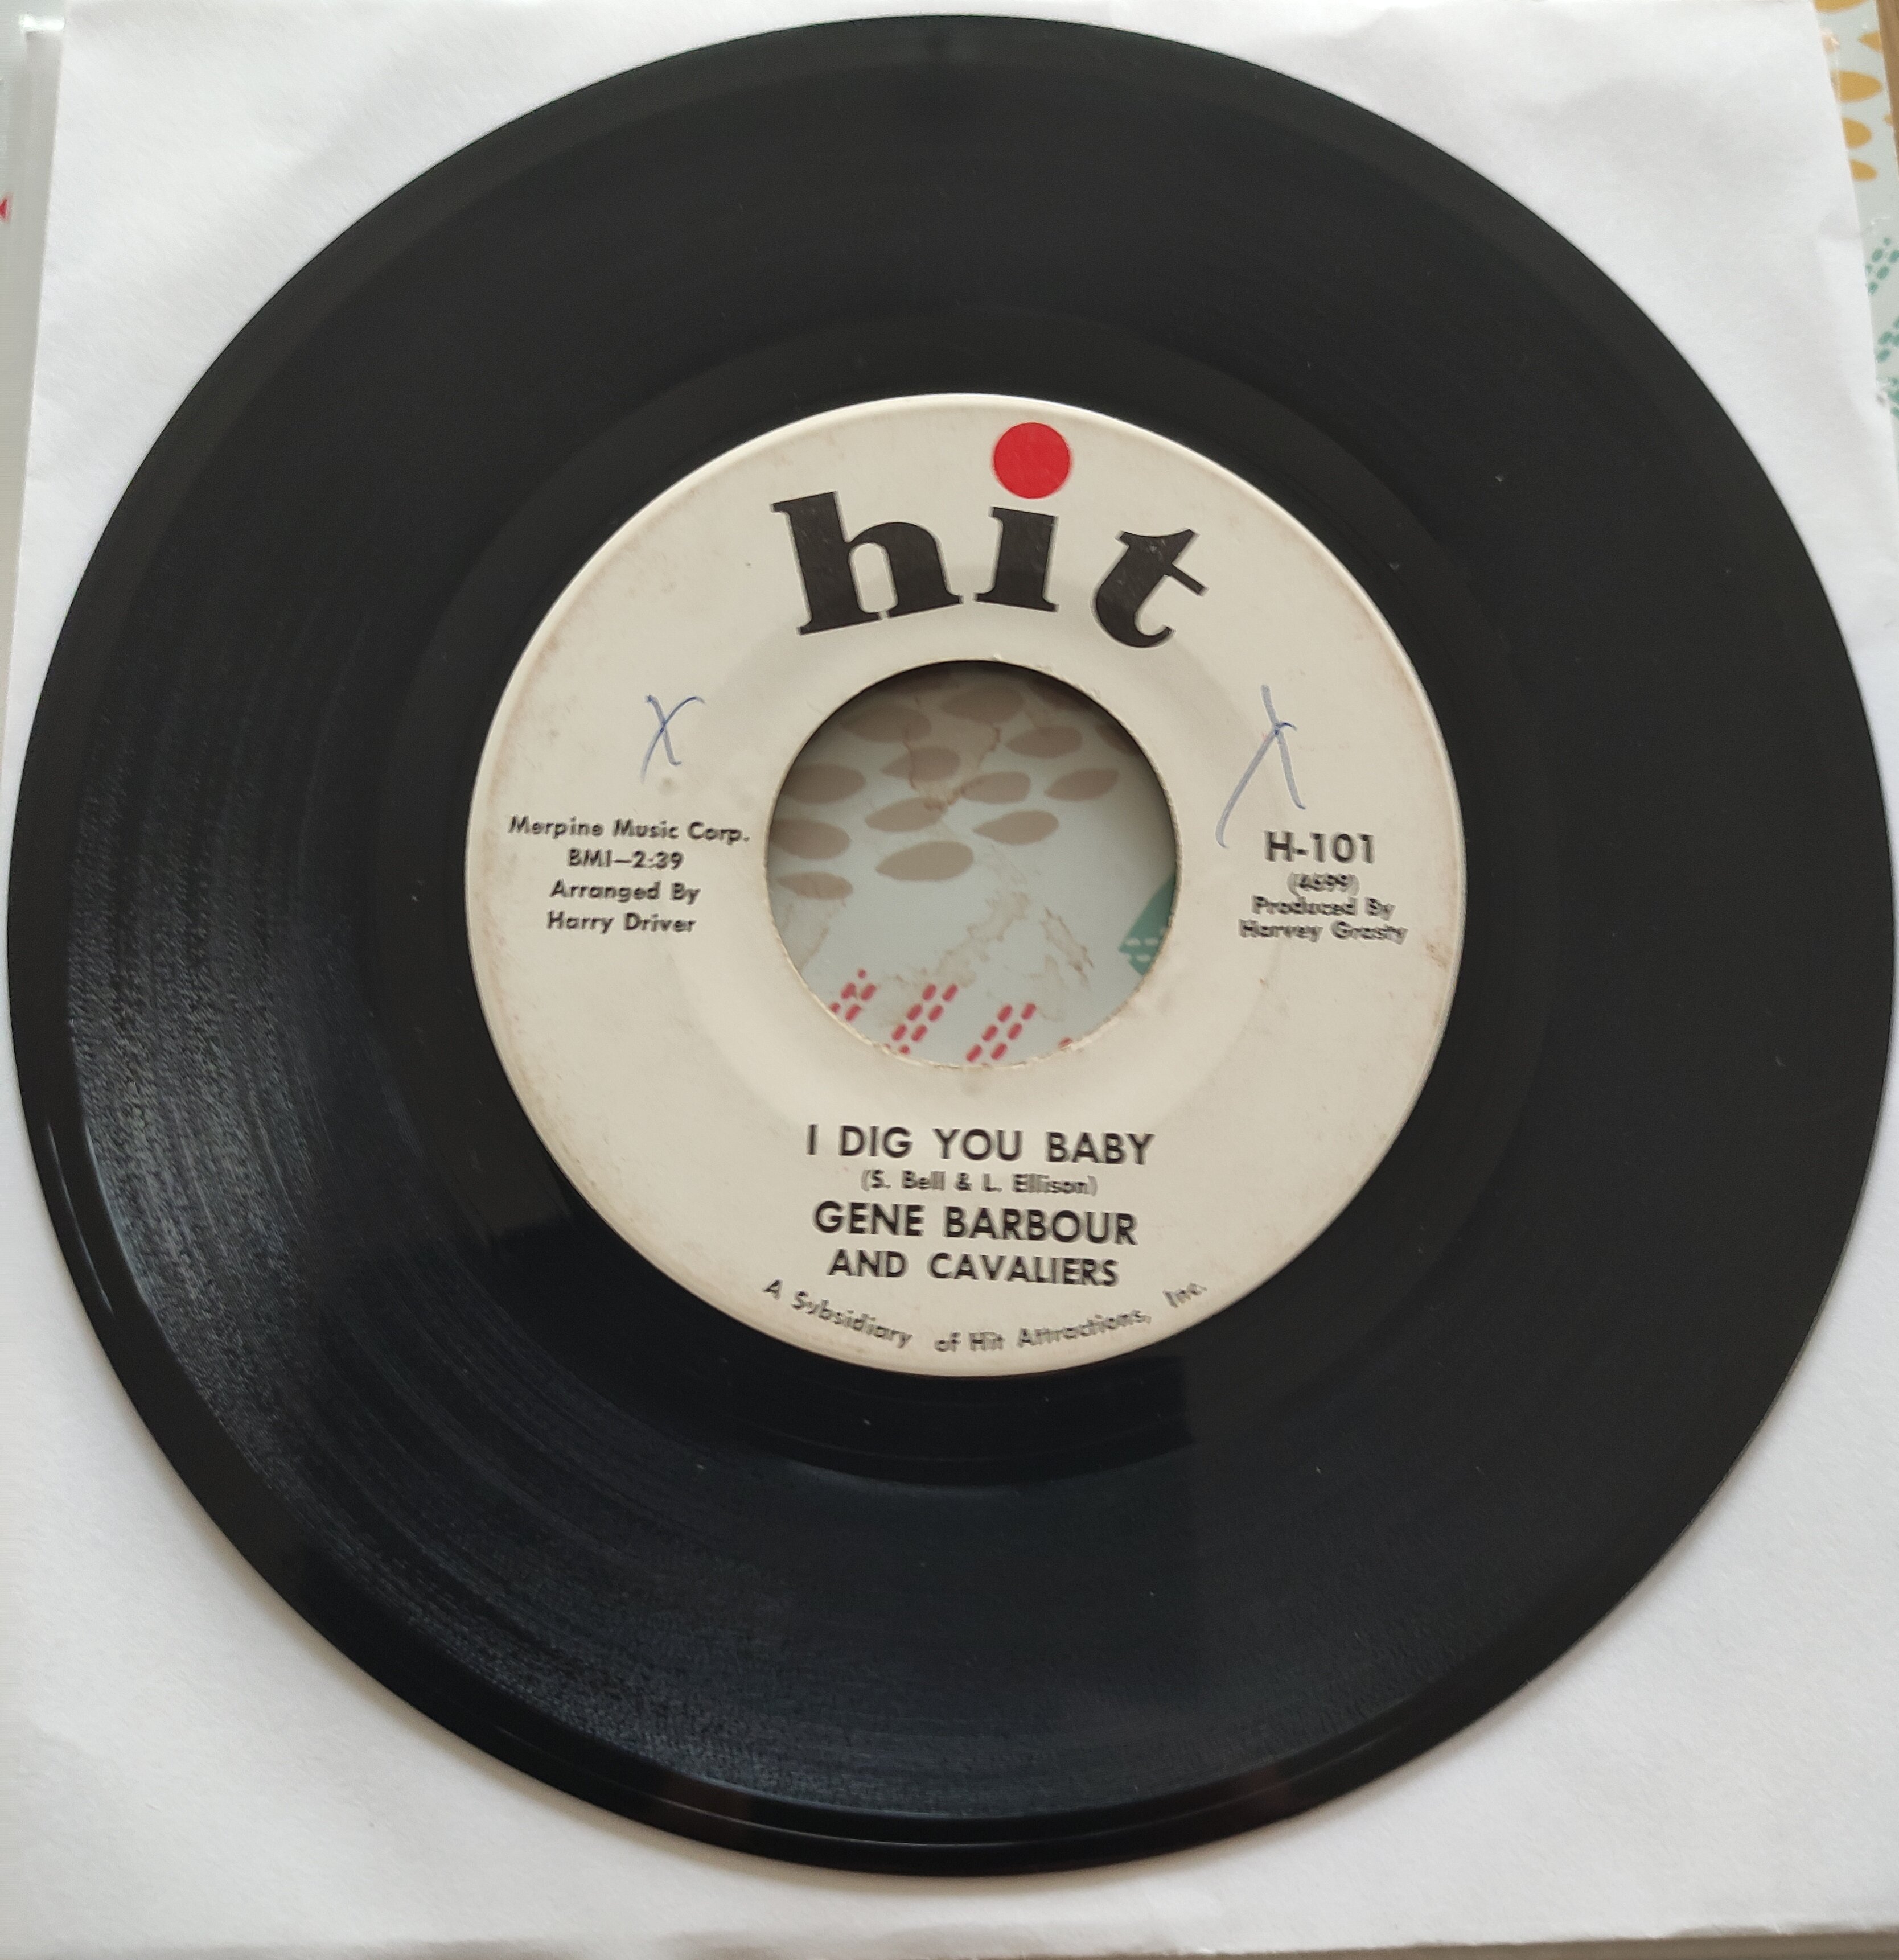 hit
X
X
Merpine Music Corp.
BMI—2:39
Arranged By
Harry Driver
H-101
(4699)
Produced By
Harvey Grasty
I DIG YOU BABY
(S. Bell & L. Ellison)
GENE BARBOUR
AND CAVALIERS
A Subsidiary of Hit Attractions, Inc.